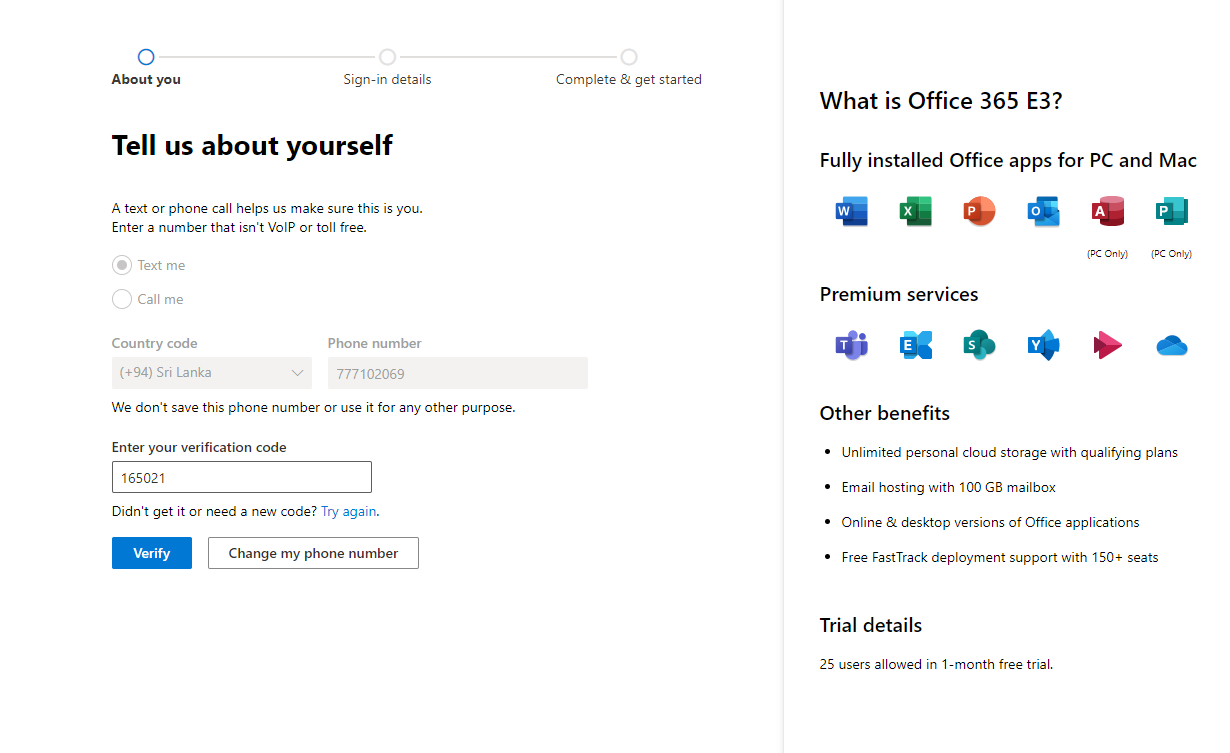 About you
Sign-in details
Complete & get started
Tell us about yourself
A text or phone call helps us make sure this is you.
Enter a number that isn't VoIP or toll free.
Text me
Call me
Country code
Phone number
(+94) Sri Lanka
777102069
We don't save this phone number or use it for any other purpose.
Enter your verification code
165021
Didn't get it or need a new code? Try again.
Verify
Change my phone number
What is Office 365 E3?
Fully installed Office apps for PC and Mac
W
X
P
O
A
P
(PC Only)
(PC Only)
Premium services
T
E
S
Y
Other benefits
• Unlimited personal cloud storage with qualifying plans
• Email hosting with 100 GB mailbox
• Online & desktop versions of Office applications
• Free FastTrack deployment support with 150+ seats
Trial details
25 users allowed in 1-month free trial.